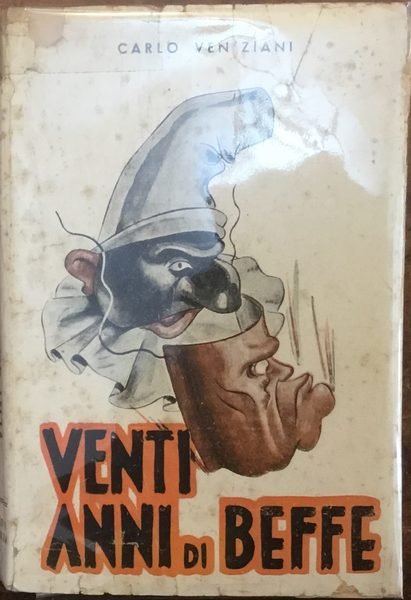 CARLO VENEZIANI
VENTI
ANNI DI BEFFE